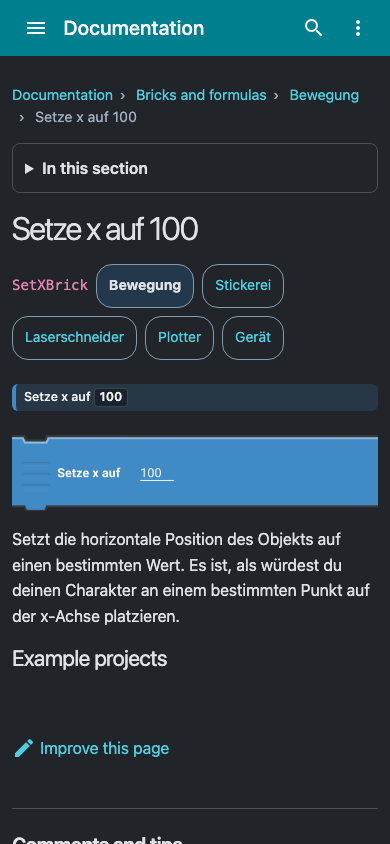 Documentation
Documentation › Bricks and formulas › Bewegung
› Setze x auf 100
In this section
Setze x auf 100
SetXBrick Bewegung Stickerei
Laserschneider Plotter Gerät
Setze x auf 100
Setze x auf 100
Setzt die horizontale Position des Objekts auf
einen bestimmten Wert. Es ist, als würdest du
deinen Charakter an einem bestimmten Punkt auf
der x-Achse platzieren.
Example projects
Improve this page
Comments and tips